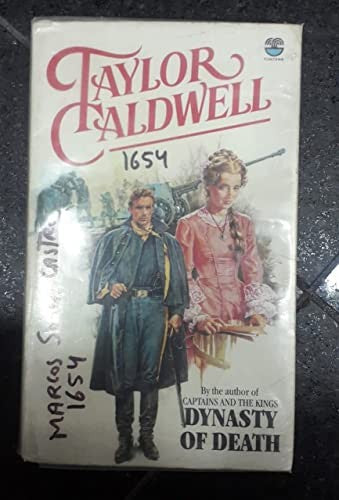 TAYLOR
CALDWELL
1654
By the author of
CAPTAINS AND THE KINGS
DYNASTY
OF DEATH
MARCOS
1654